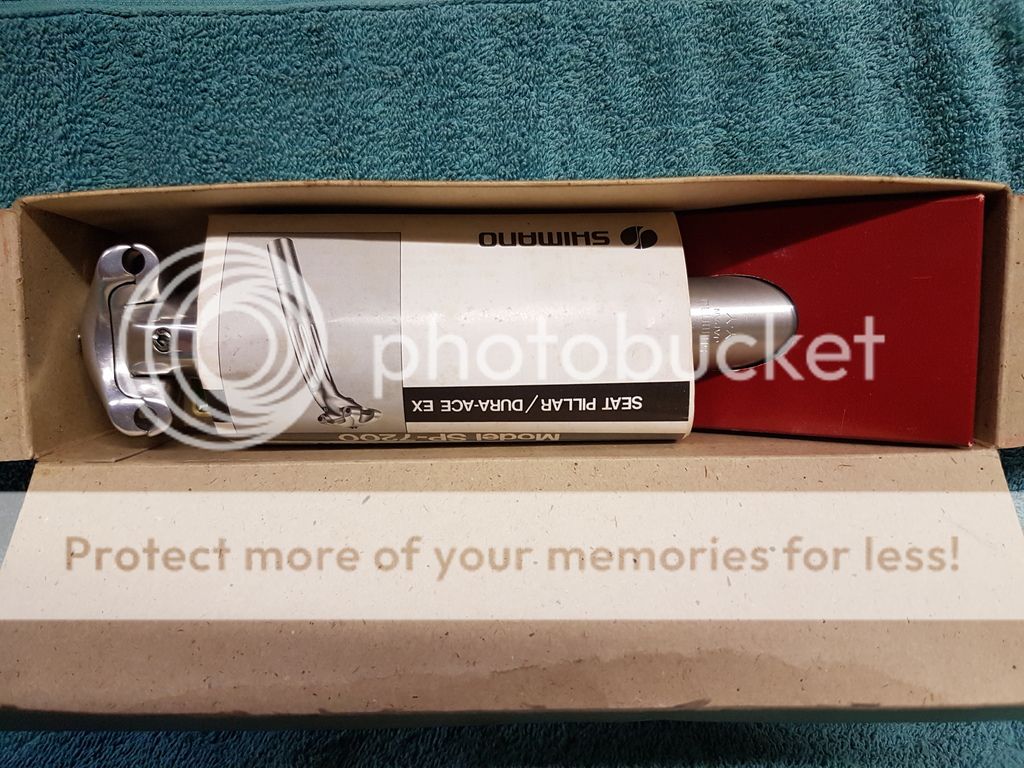 SHIMANO
SEAT PILLAR / DURA-ACE EX
Model SP-7200
photobucket
Protect more of your memories for less!